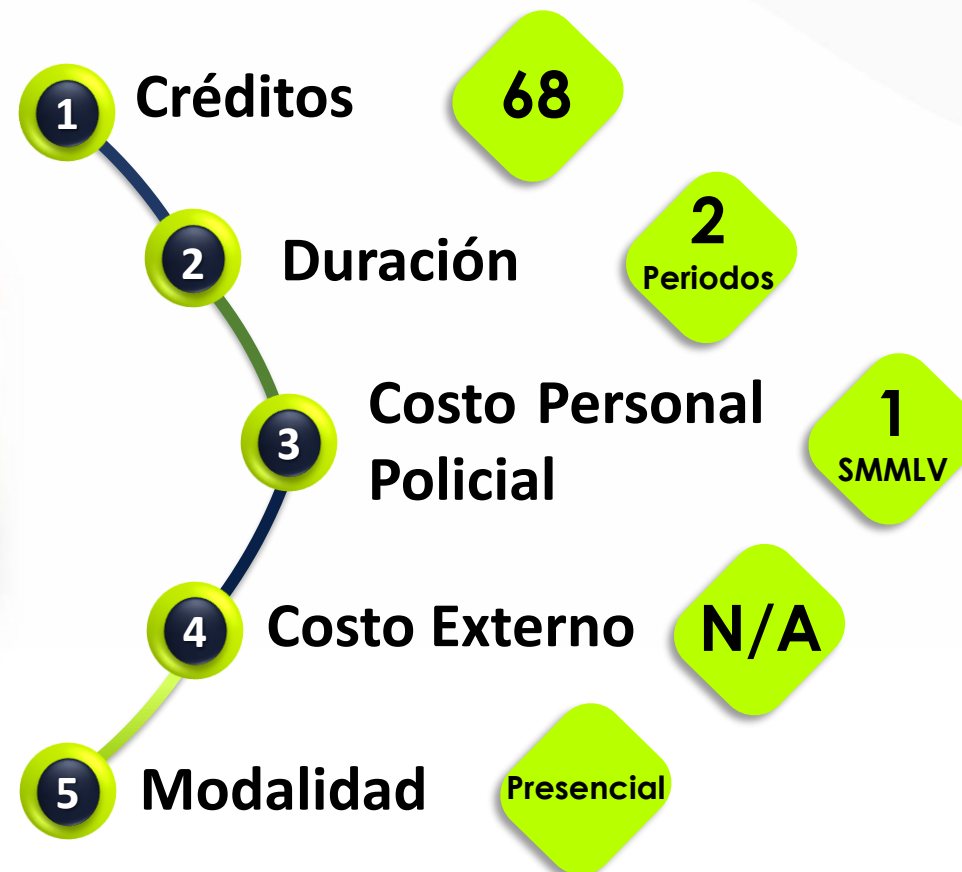 1 Créditos 68
2 Duración 2
Periodos
3 Costo Personal
Policial 1
SMMLV
4 Costo Externo N/A
5 Modalidad Presencial